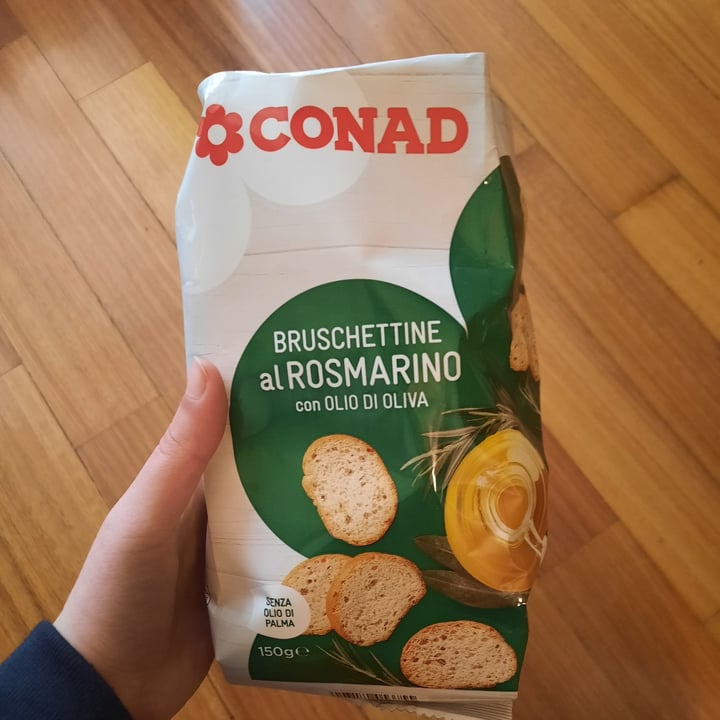 CONAD
BRUSCHETTINE
al ROSMARINO
con OLIO DI OLIVA
SENZA
OLIO DI
PALMA
150g℮